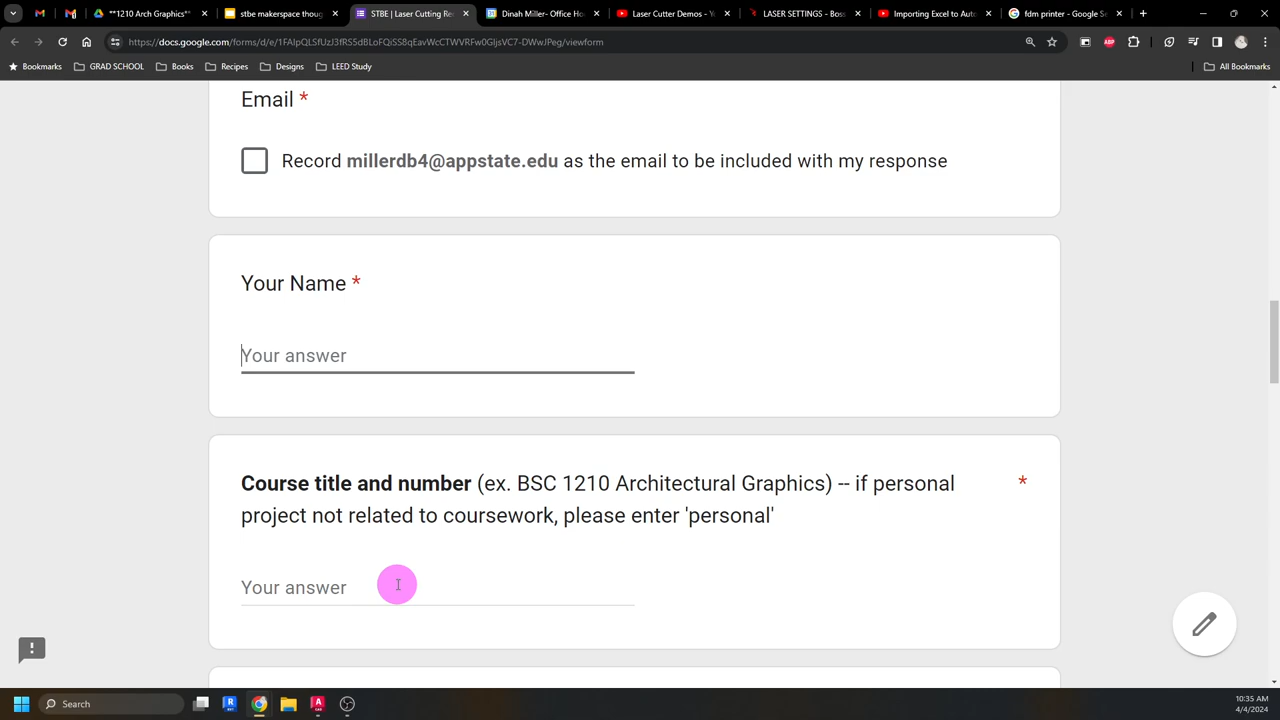 **1210 Arch Graphics**
stbe makerspace thoug
STBE | Laser Cutting Re
Dinah Miller- Office Ho
Laser Cutter Demos - Y
LASER SETTINGS - Boss
Importing Excel to Auto
fdm printer - Google Se
https://docs.google.com/forms/d/e/1FAIpQLSfUzJ3fRS5dBLoFQiSS8qEavWcCTWVRFw0GIjsVC7-DWwJPeg/viewform
Bookmarks
GRAD SCHOOL
Books
Recipes
Designs
LEED Study
All Bookmarks
Email *
Record millerdb4@appstate.edu as the email to be included with my response
Your Name *
Your answer
Course title and number (ex. BSC 1210 Architectural Graphics) -- if personal *
project not related to coursework, please enter 'personal'
Your answer
Search
10:35 AM
4/4/2024